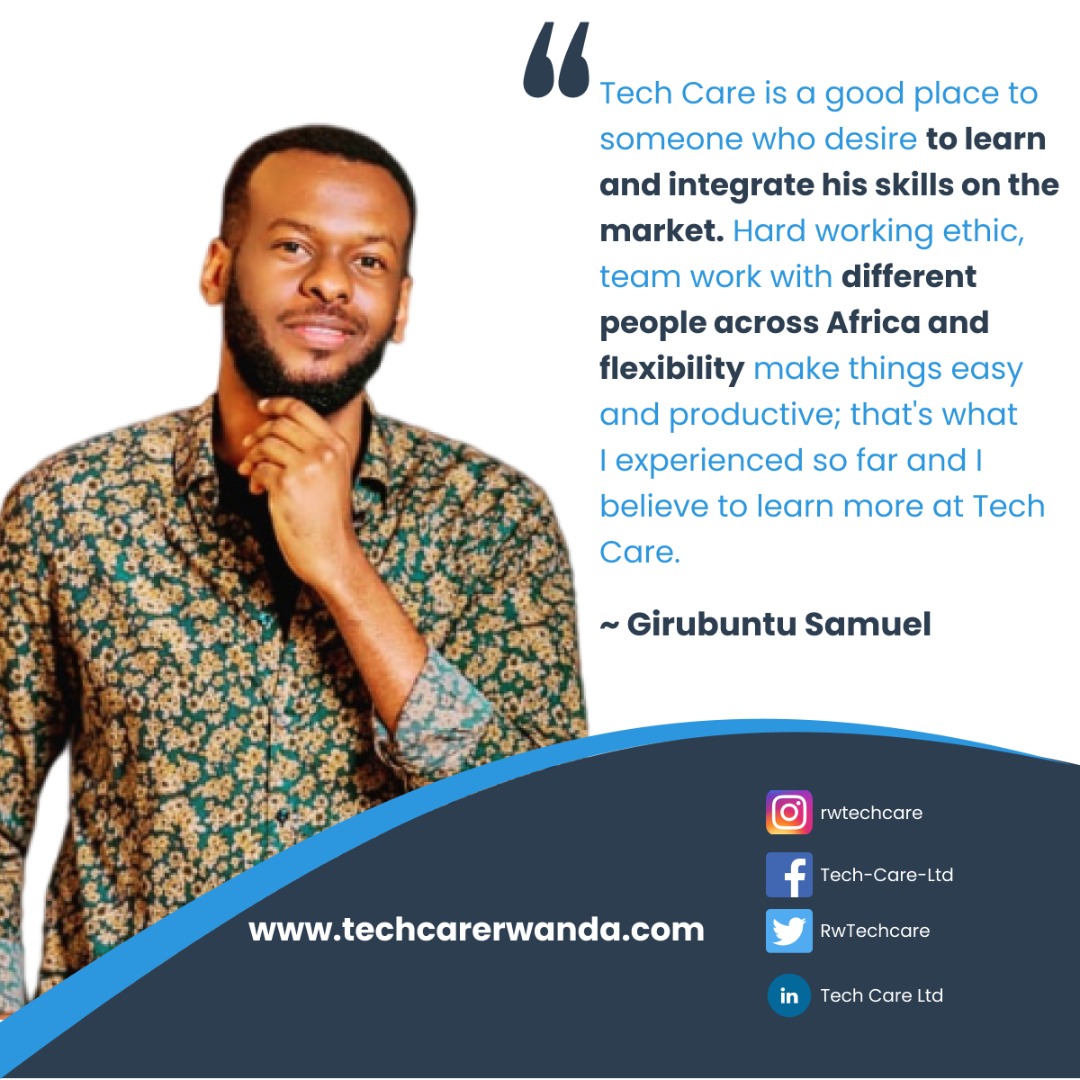 “
Tech Care is a good place to
someone who desire to learn
and integrate his skills on the
market. Hard working ethic,
team work with different
people across Africa and
flexibility make things easy
and productive; that's what
I experienced so far and I
believe to learn more at Tech
Care.
~ Girubuntu Samuel
rwtechcare
Tech-Care-Ltd
www.techcarerwanda.com
RwTechcare
Tech Care Ltd